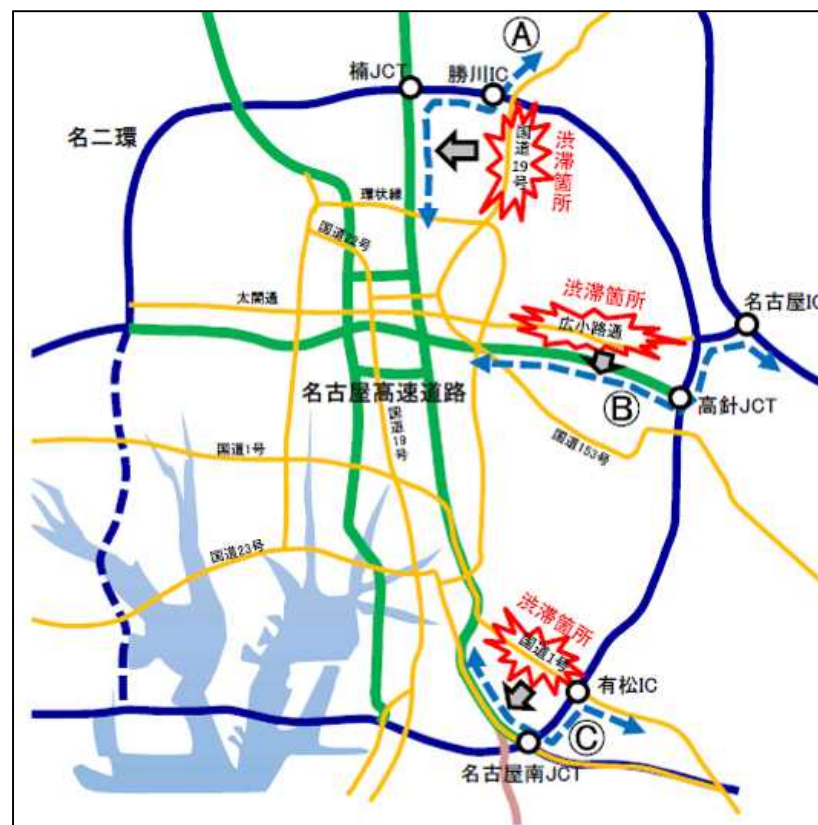 Ⓐ
楠JCT
勝川IC
名二環
国道19号
渋滞箇所
環状線
国道22号
太閤通
渋滞箇所
広小路通
名古屋IC
名古屋高速道路
Ⓑ
高針JCT
国道19号
国道153号
国道1号
国道23号
渋滞箇所
国道1号
有松IC
Ⓒ
名古屋南JCT